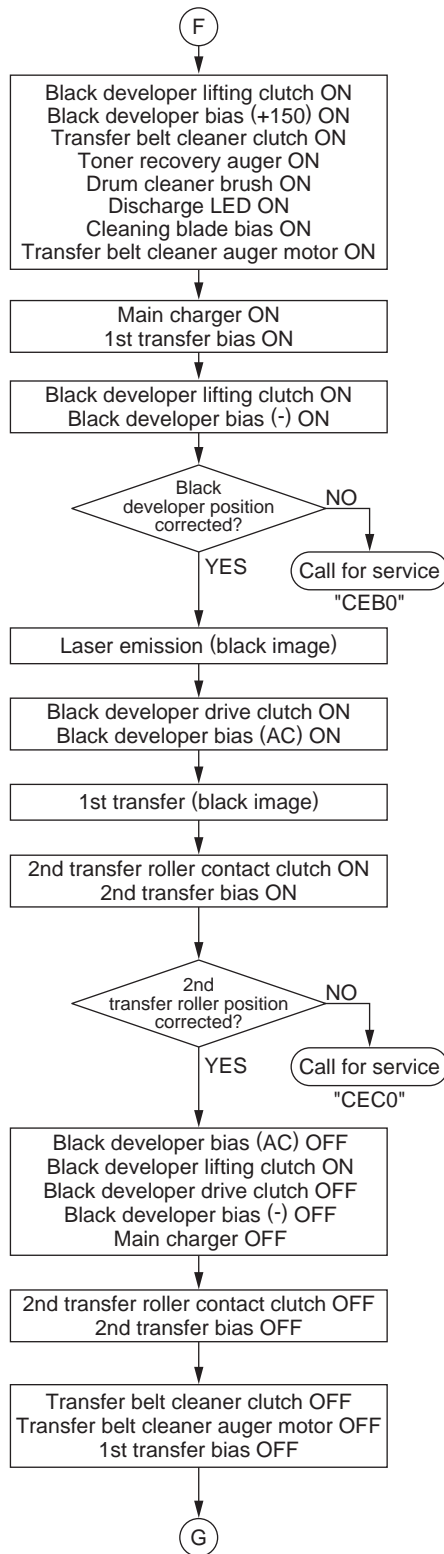 F
Black developer lifting clutch ON
Black developer bias (+150) ON
Transfer belt cleaner clutch ON
Toner recovery auger ON
Drum cleaner brush ON
Discharge LED ON
Cleaning blade bias ON
Transfer belt cleaner auger motor ON
Main charger ON
1st transfer bias ON
Black developer lifting clutch ON
Black developer bias (-) ON
Black
developer position
corrected?
NO
YES
Call for service
"CEB0"
Laser emission (black image)
Black developer drive clutch ON
Black developer bias (AC) ON
1st transfer (black image)
2nd transfer roller contact clutch ON
2nd transfer bias ON
2nd
transfer roller position
corrected?
NO
YES
Call for service
"CEC0"
Black developer bias (AC) OFF
Black developer lifting clutch ON
Black developer drive clutch OFF
Black developer bias (-) OFF
Main charger OFF
2nd transfer roller contact clutch OFF
2nd transfer bias OFF
Transfer belt cleaner clutch OFF
Transfer belt cleaner auger motor OFF
1st transfer bias OFF
G